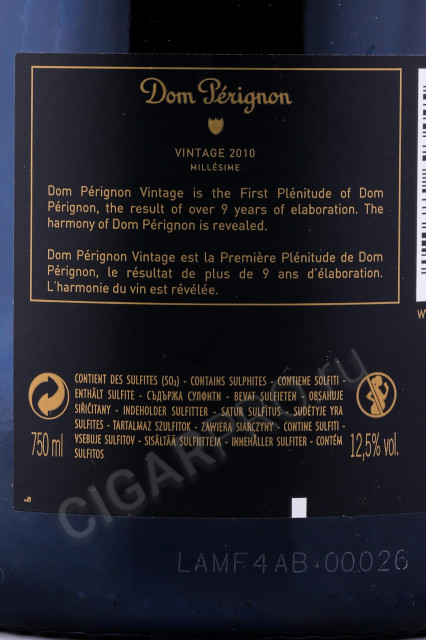 Dom Pérignon
VINTAGE 2010
MILLÉSIME
Dom Pérignon Vintage is the First Plénitude of Dom
Pérignon, the result of over 9 years of elaboration. The
harmony of Dom Pérignon is revealed.
Dom Pérignon Vintage est la Première Plénitude de Dom
Pérignon, le résultat de plus de 9 ans d'élaboration.
L'harmonie du vin est révélée.
CONTIENT DES SULFITES (SO₂) - CONTAINS SULPHITES - CONTIENE SULFITI -
ENTHÄLT SULFITE - СЪДЪРЖА СУЛФИТИ - BEVAT SULFIETEN OBSAHUJE
SIŘIČITANY - INDEHOLDER SULFITTER - SATUR SULFĪTUS - SUDĖTYJE YRA
SULFITES - TARTALMAZ SZULFITOK - ZAWIERA SIARCZYNY - CONTINE SULFITI -
VSEBUJE SULFITOV - SISÄLTÄÄ SULFIITTEJA - INNEHÅLLER SULFITER - CONTÉM
SULFITOS
750 ml
12,5% vol.
CIGARPRO.ru
LAMF4AB-00026